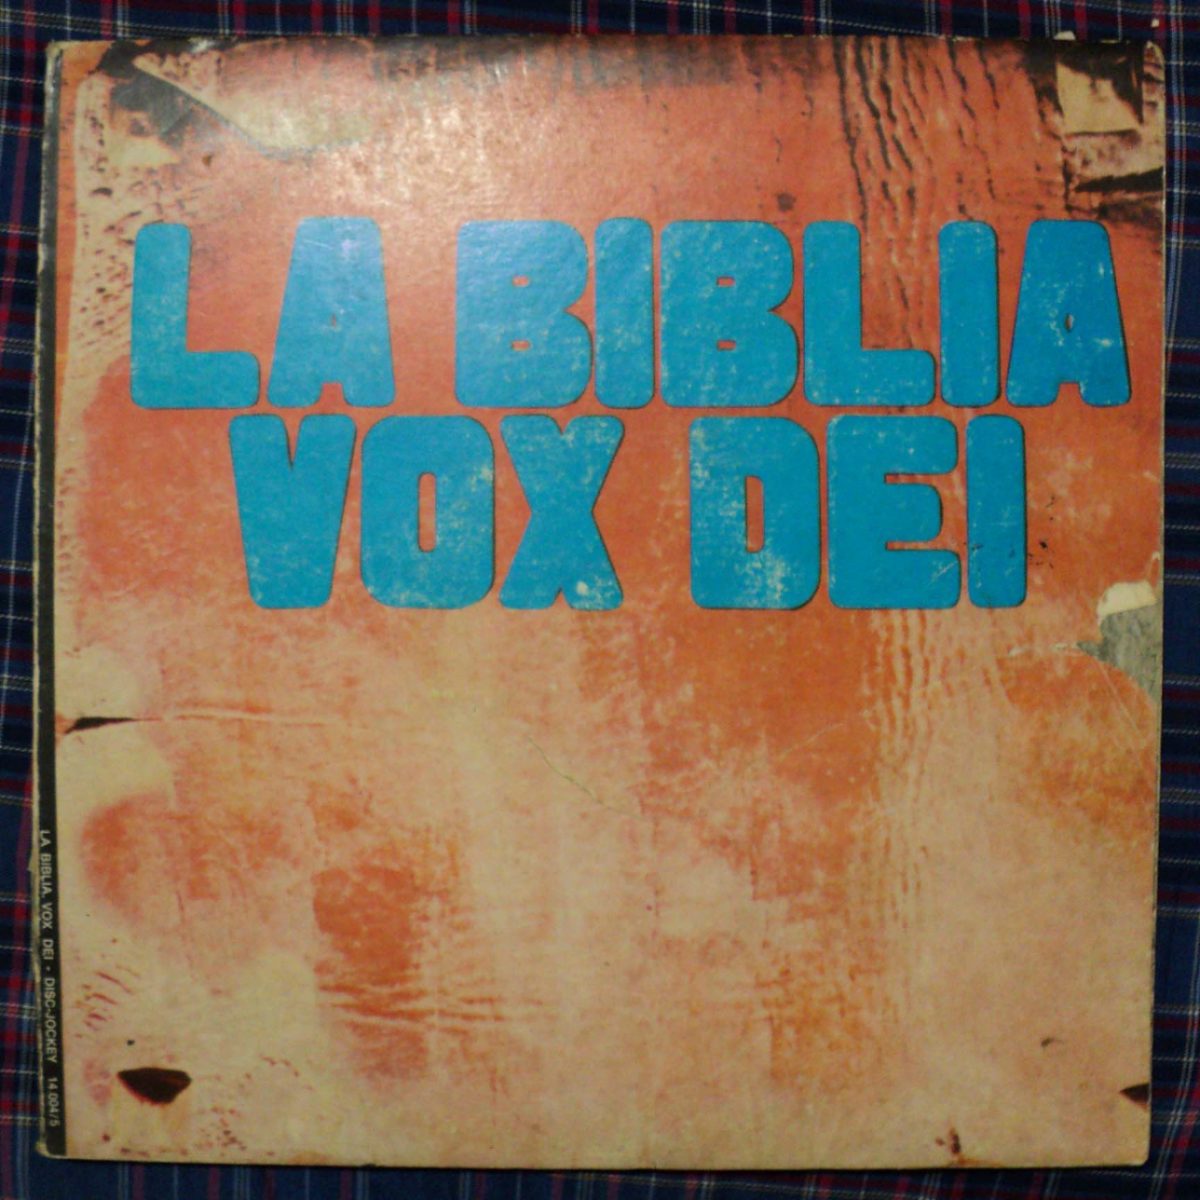 LA BIBLIA
VOX DEI
LA BIBLIA. VOX DEI - DISC-JOCKEY 14.004/5